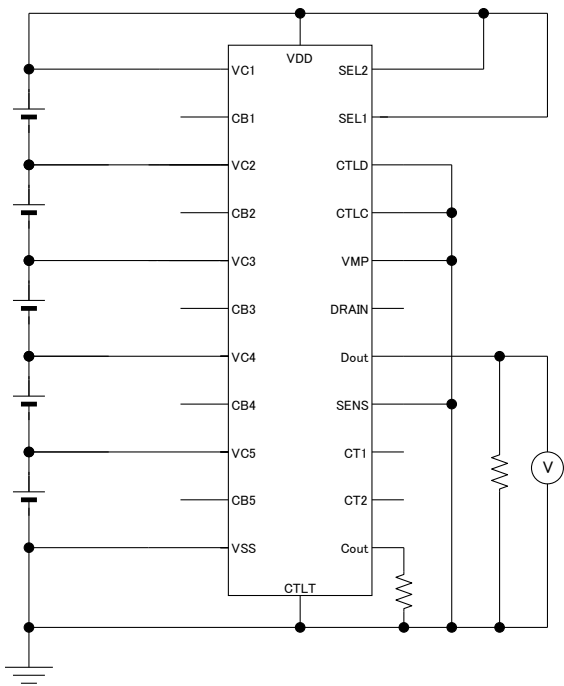 VDD
VC1 SEL2
CB1 SEL1
VC2 CTLD
CB2 CTLC
VC3 VMP
CB3 DRAIN
VC4 Dout
CB4 SENS
VC5 CT1
V
CB5 CT2
VSS Cout
CTLT